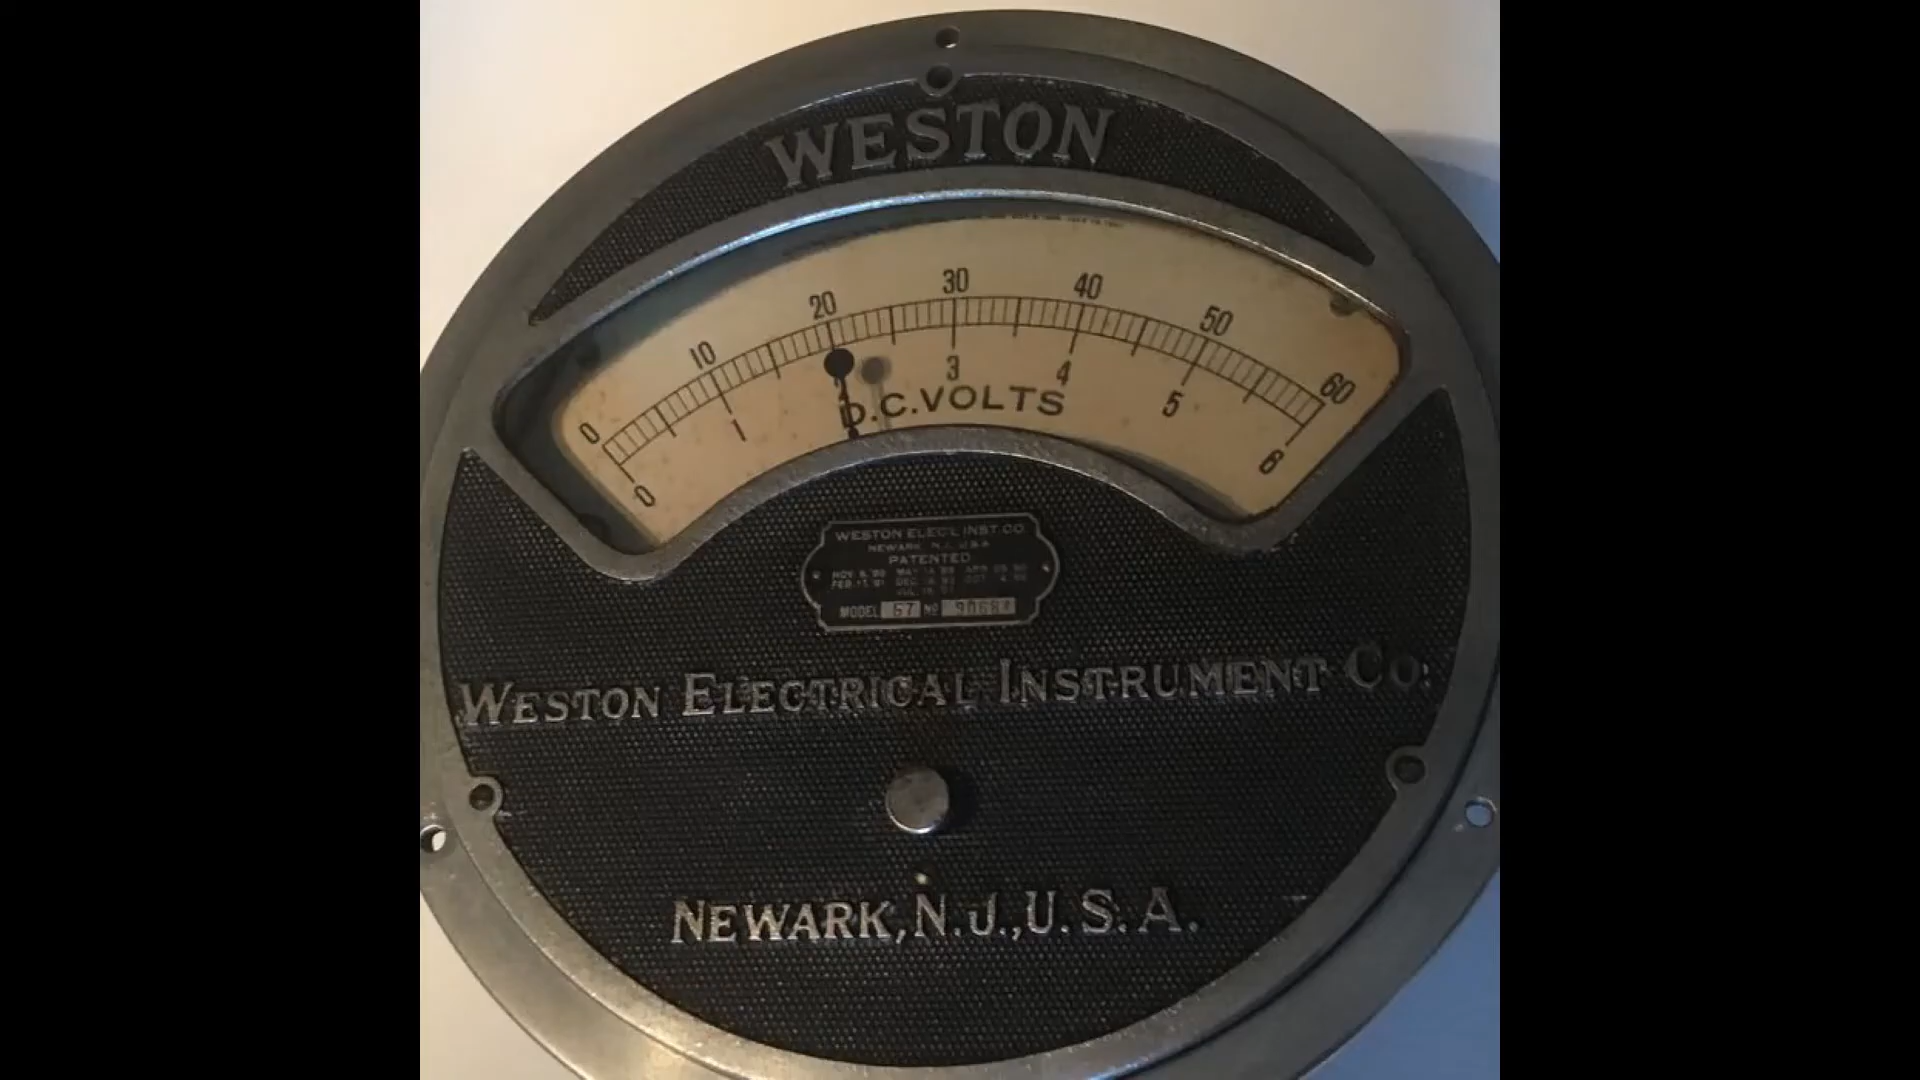 WESTON
0 10 20 30 40 50 60
0 1 3 4 5 6
D.C. VOLTS
WESTON ELEC'L INST. CO
NEWARK, N.J., U.S.A
PATENTED
MODEL 57 NO
WESTON ELECTRICAL INSTRUMENT CO.
NEWARK, N.J., U.S.A.